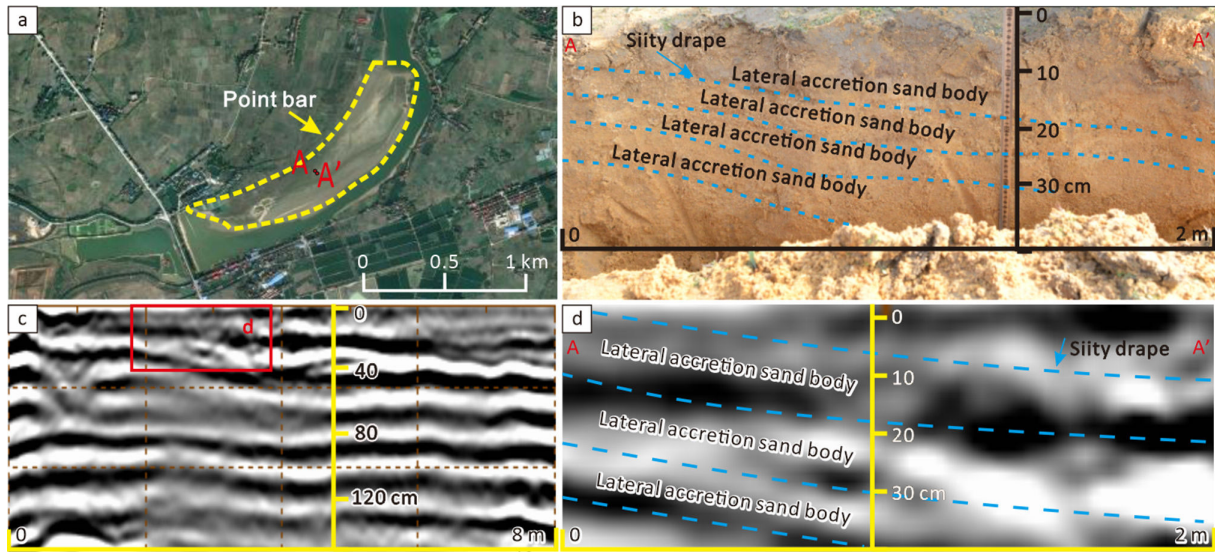 a
Point bar
A
A'
0
0.5
1 km
b
0
A
Siity drape
A'
10
Lateral accretion sand body
Lateral accretion sand body
20
Lateral accretion sand body
Lateral accretion sand body
30 cm
0
2 m
c
0
d
40
80
120 cm
0
8 m
d
0
A
Siity drape
A'
Lateral accretion sand body
10
Lateral accretion sand body
20
Lateral accretion sand body
30 cm
0
2 m